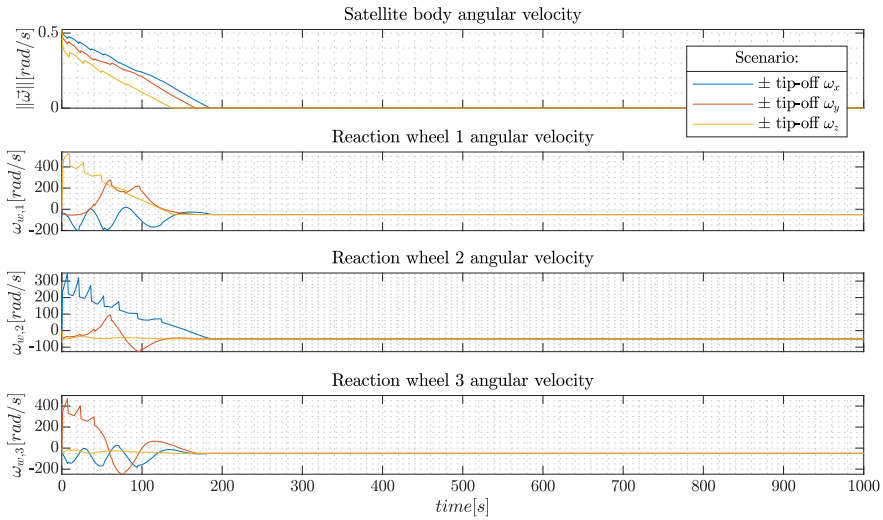 Satellite body angular velocity
0.5
0
||ω⃗||[rad/s]
Scenario:
± tip-off ωx
± tip-off ωy
± tip-off ωz
Reaction wheel 1 angular velocity
400
200
0
-200
ωw,1[rad/s]
Reaction wheel 2 angular velocity
300
200
100
0
-100
ωw,2[rad/s]
Reaction wheel 3 angular velocity
400
200
0
-200
ωw,3[rad/s]
0 100 200 300 400 500 600 700 800 900 1000
time[s]